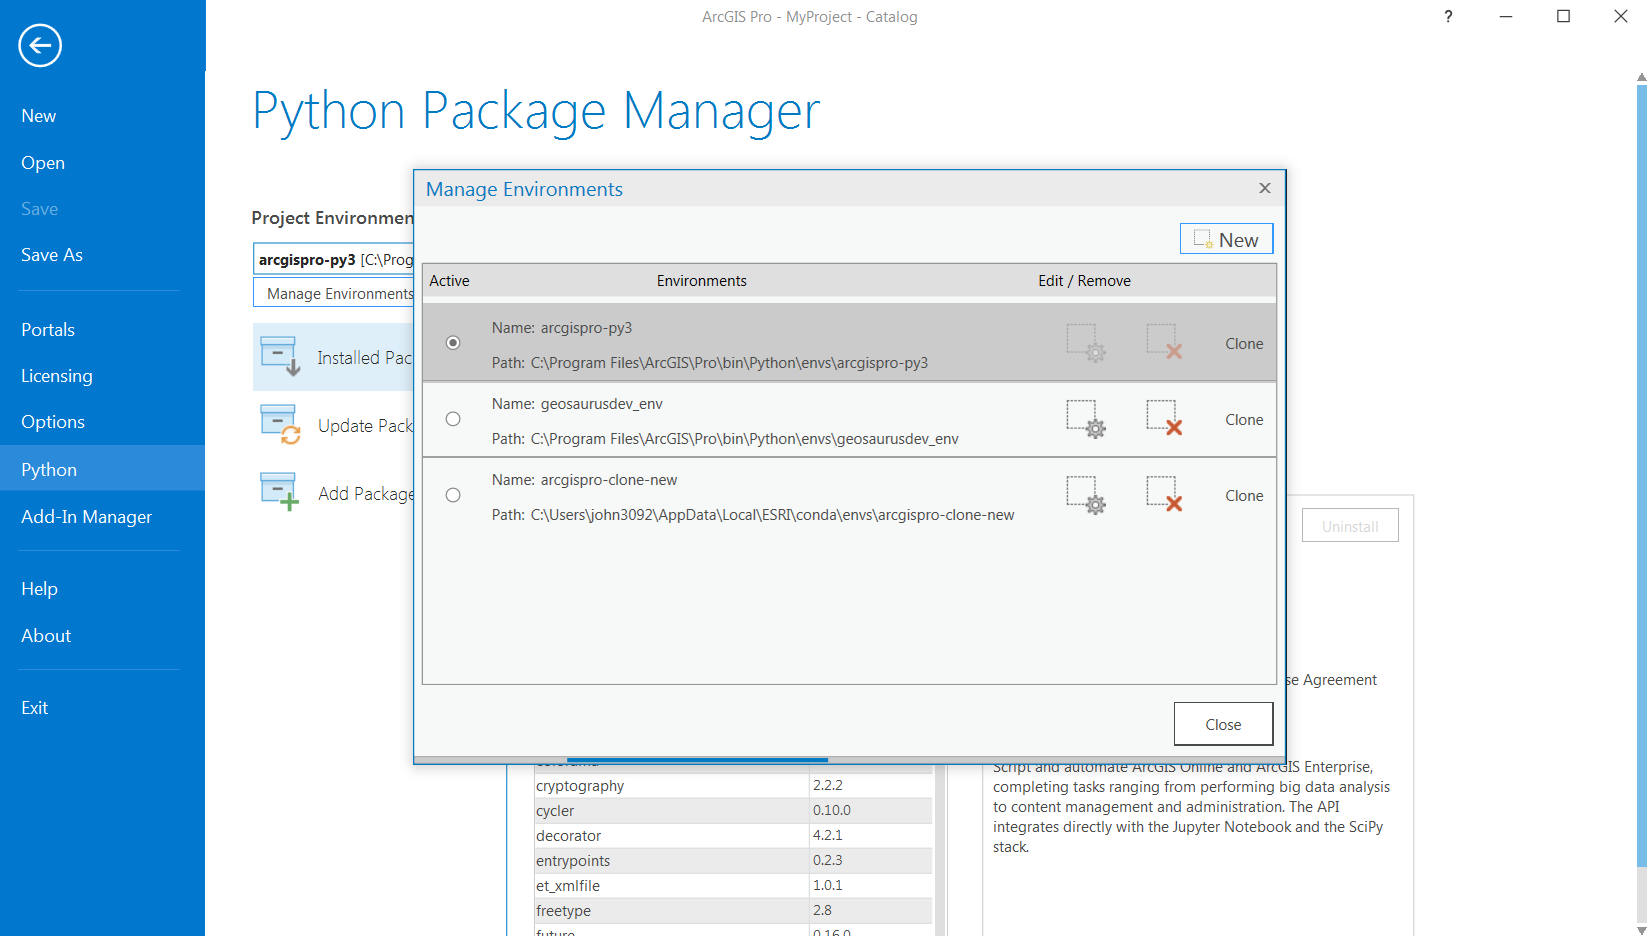 ArcGIS Pro - MyProject - Catalog
?
New
Open
Save
Save As
Portals
Licensing
Options
Python
Add-In Manager
Help
About
Exit
Python Package Manager
Project Environmen
arcgispro-py3 [C:\Prog
Manage Environments
Installed Pac
Update Pack
Add Package
Manage Environments
New
Active Environments Edit / Remove
Name: arcgispro-py3
Path: C:\Program Files\ArcGIS\Pro\bin\Python\envs\arcgispro-py3
Clone
Name: geosaurusdev_env
Path: C:\Program Files\ArcGIS\Pro\bin\Python\envs\geosaurusdev_env
Clone
Name: arcgispro-clone-new
Path: C:\Users\john3092\AppData\Local\ESRI\conda\envs\arcgispro-clone-new
Clone
Close
Uninstall
se Agreement
cryptography 2.2.2
cycler 0.10.0
decorator 4.2.1
entrypoints 0.2.3
et_xmlfile 1.0.1
freetype 2.8
future 0.16.0
Script and automate ArcGIS Online and ArcGIS Enterprise,
completing tasks ranging from performing big data analysis
to content management and administration. The API
integrates directly with the Jupyter Notebook and the SciPy
stack.